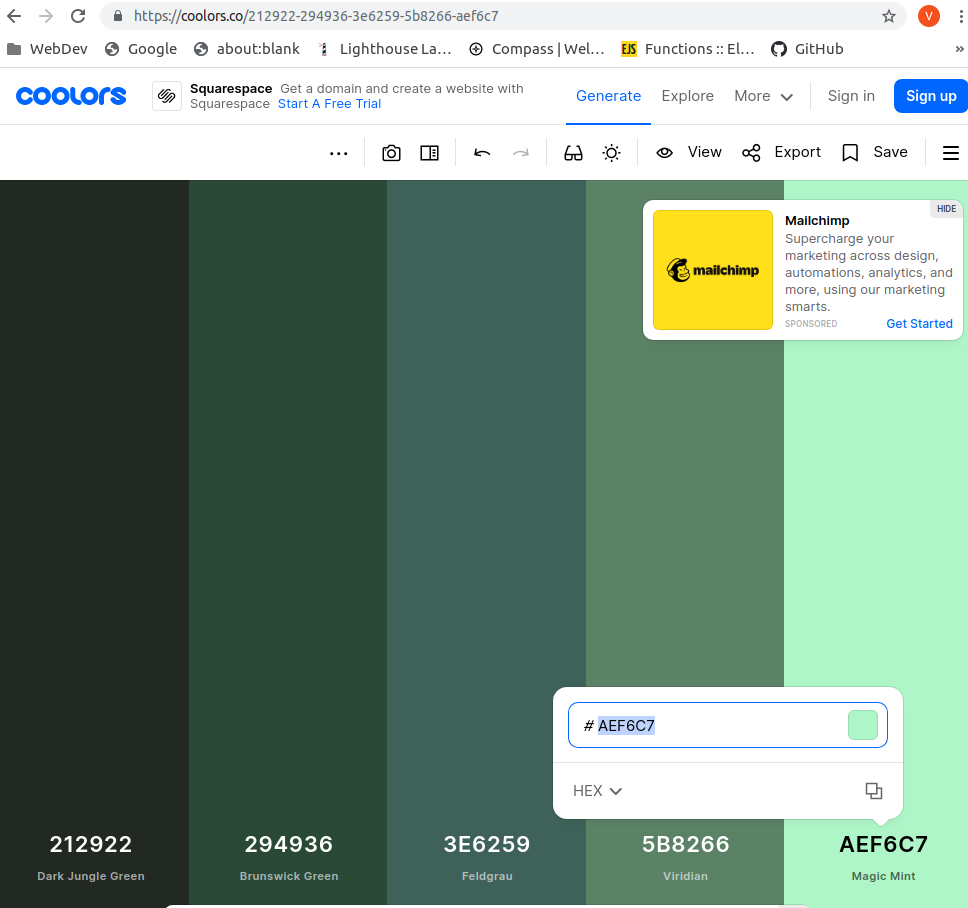 https://coolors.co/212922-294936-3e6259-5b8266-aef6c7
V
WebDev
Google
about:blank
Lighthouse La...
Compass | Wel...
EJS
Functions :: El...
GitHub
»
coolors
Squarespace Get a domain and create a website with
Squarespace Start A Free Trial
Generate
Explore
More
Sign in
Sign up
View
Export
Save
HIDE
mailchimp
Mailchimp
Supercharge your
marketing across design,
automations, analytics, and
more, using our marketing
smarts.
SPONSORED
Get Started
# AEF6C7
HEX
212922
Dark Jungle Green
294936
Brunswick Green
3E6259
Feldgrau
5B8266
Viridian
AEF6C7
Magic Mint